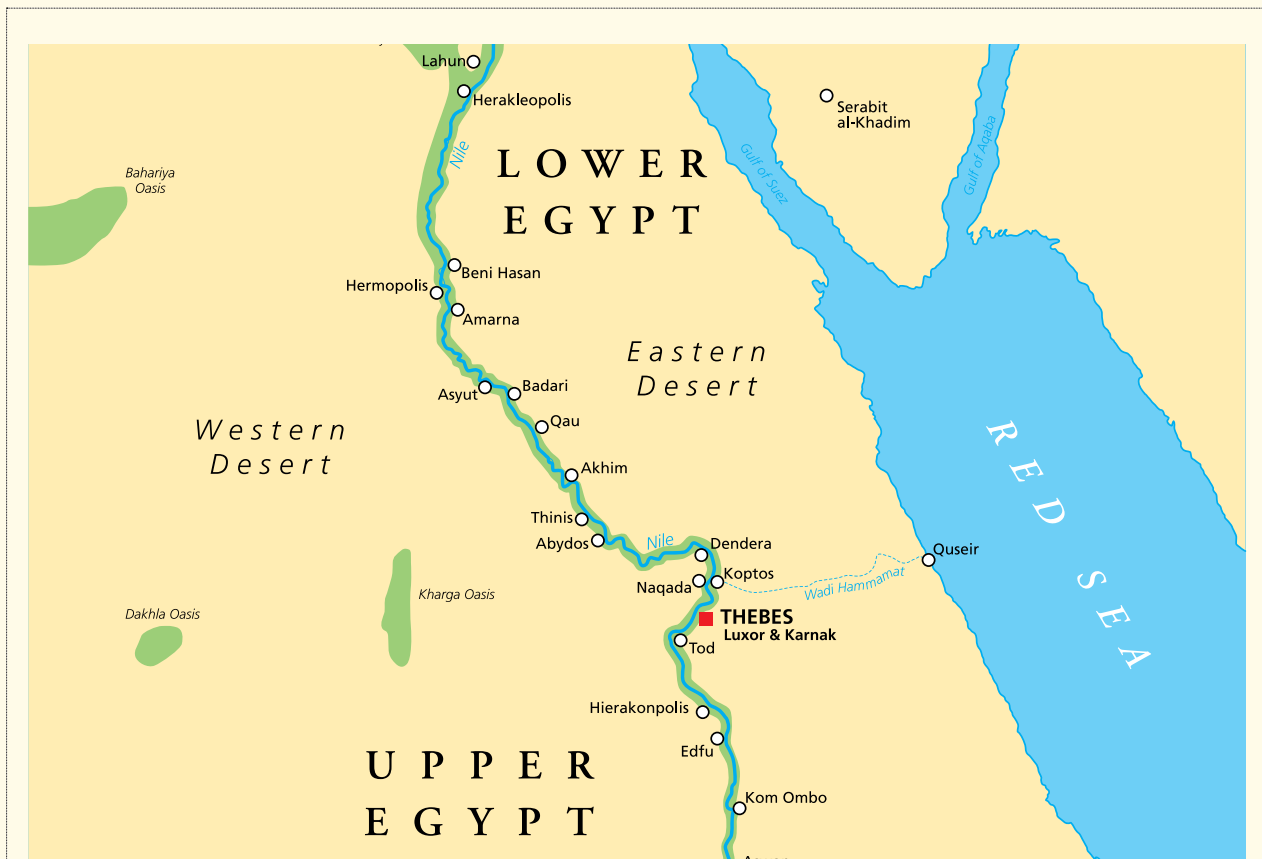 Lahun
Herakleopolis
Serabit
al-Khadim
Nile
LOWER
EGYPT
Gulf of Suez
Gulf of Aqaba
Bahariya
Oasis
Beni Hasan
Hermopolis
Amarna
Eastern
Desert
Asyut
Badari
Qau
Western
Desert
RED SEA
Akhim
Thinis
Abydos
Nile
Dendera
Quseir
Naqada
Koptos
Wadi Hammamat
Kharga Oasis
Dakhla Oasis
THEBES
Luxor & Karnak
Tod
Hierakonpolis
Edfu
UPPER
EGYPT
Kom Ombo